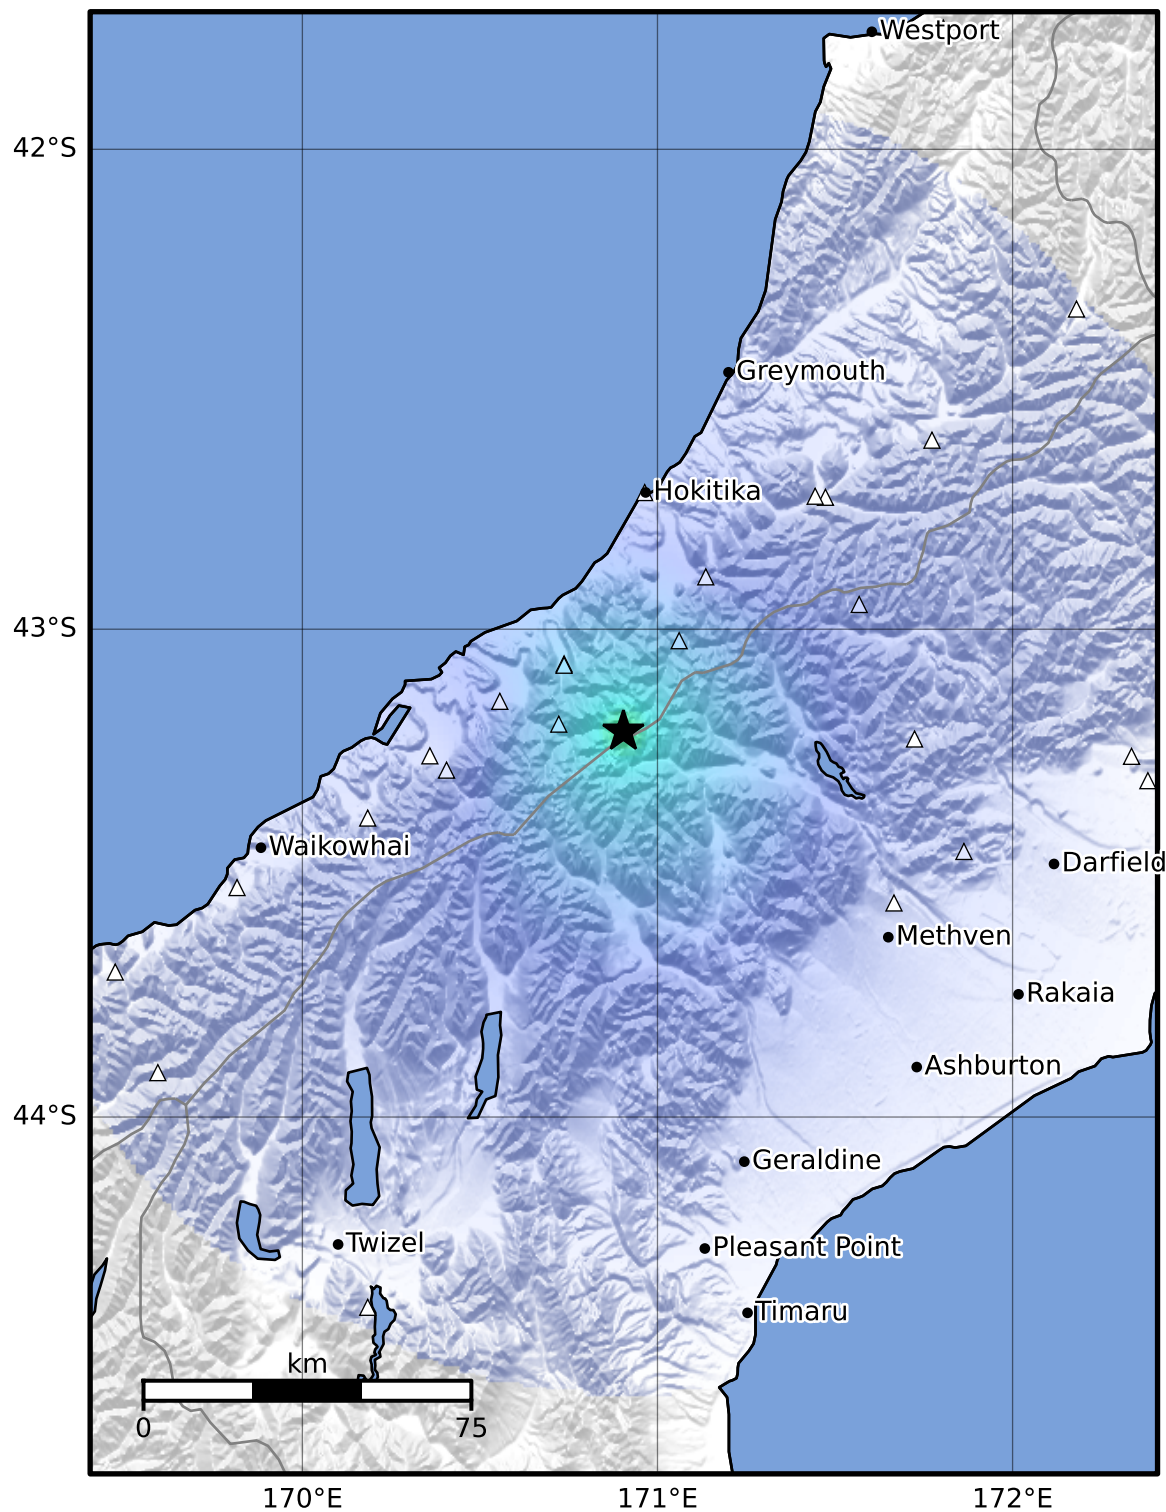 Westport
42°S
Greymouth
Hokitika
43°S
Waikowhai
Darfield
Methven
Rakaia
Ashburton
44°S
Geraldine
Twizel
Pleasant Point
Timaru
km
0 75
170°E 171°E 172°E